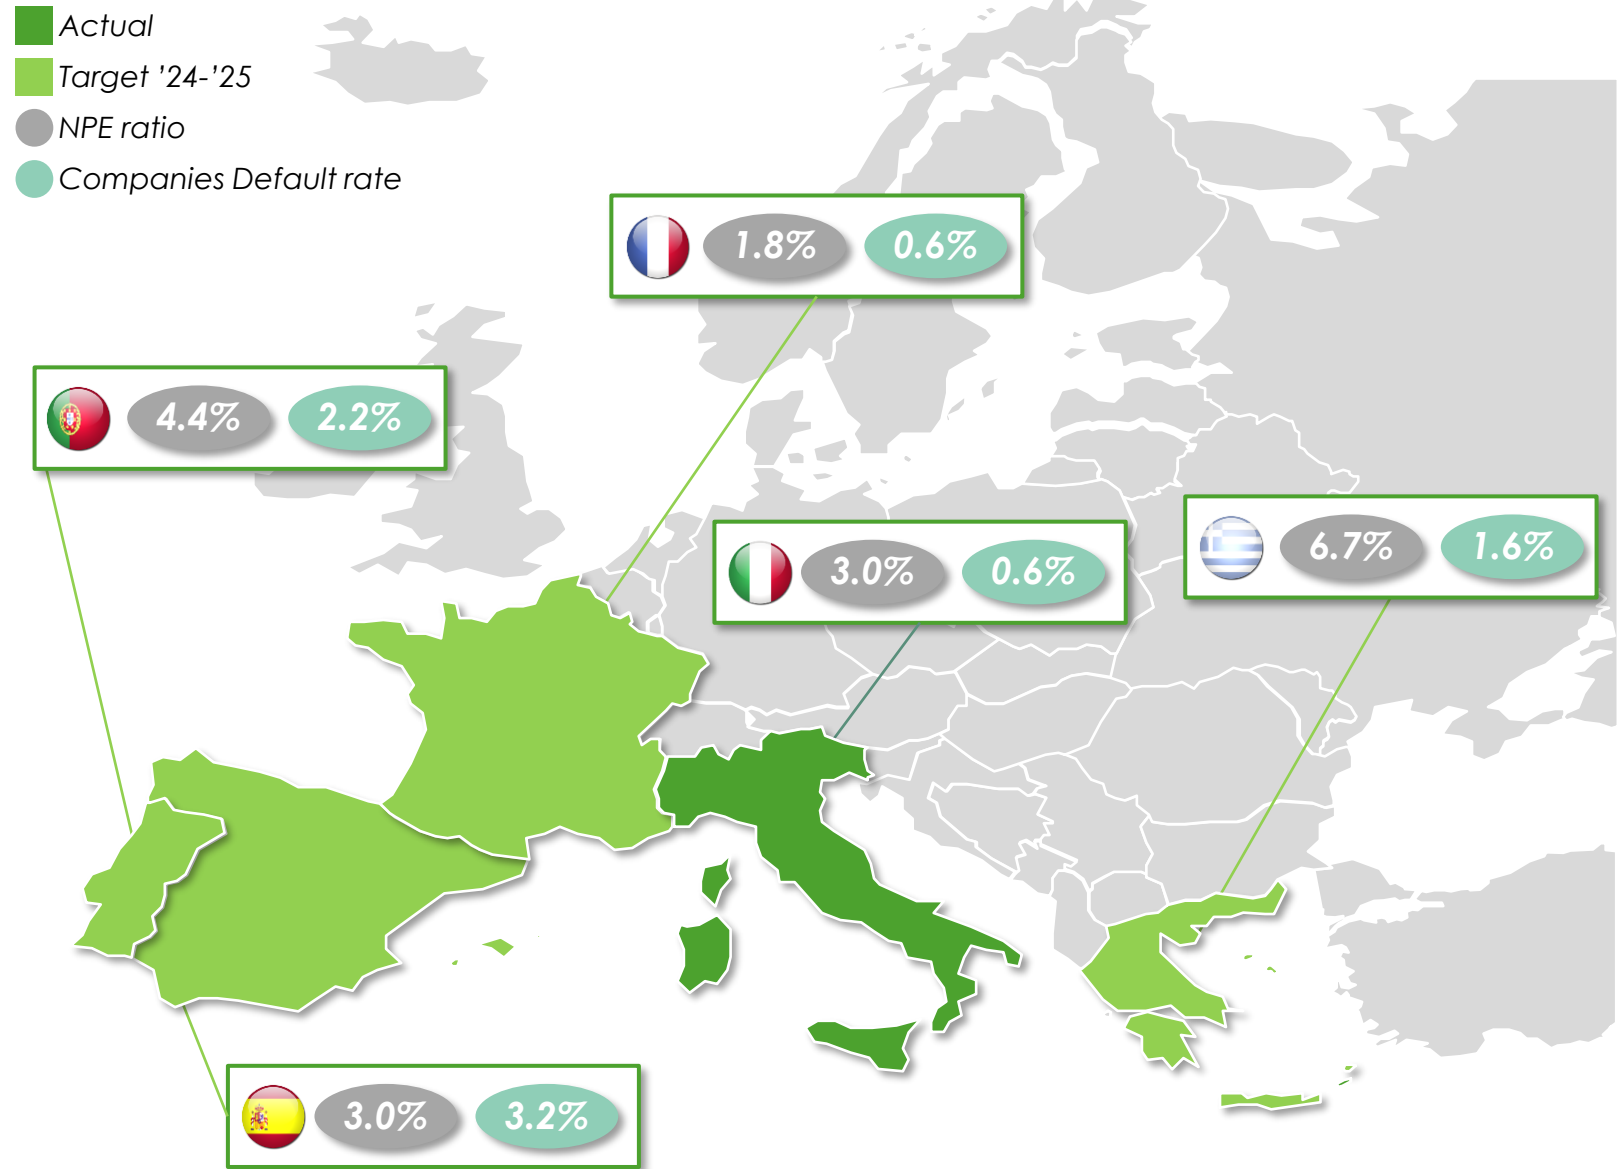 Actual
Target ’24-’25
NPE ratio
Companies Default rate
1.8% 0.6%
4.4% 2.2%
3.0% 0.6%
6.7% 1.6%
3.0% 3.2%